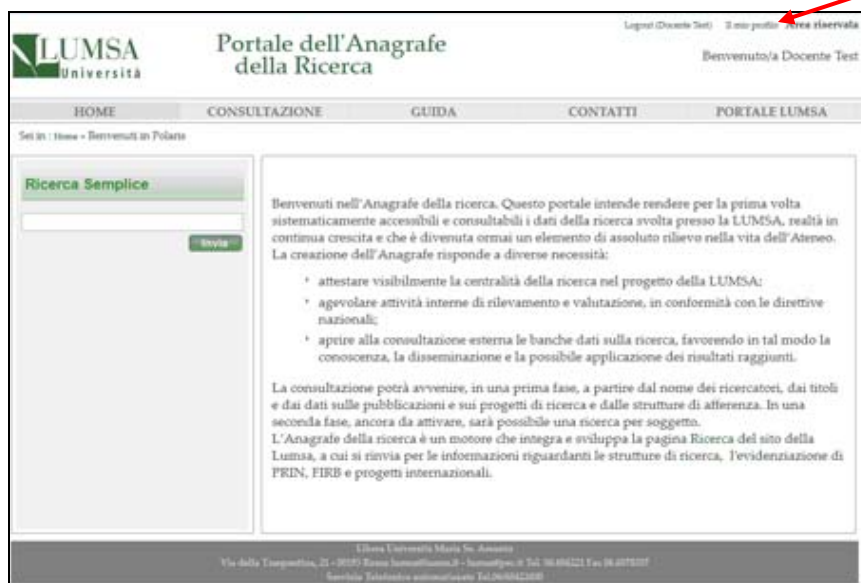 Logout (Docente Test) Il mio profilo Area riservata
LUMSA
Università
Portale dell'Anagrafe
della Ricerca
Benvenuto/a Docente Test
HOME CONSULTAZIONE GUIDA CONTATTI PORTALE LUMSA
Sei in : Home » Benvenuti in Polaris
Ricerca Semplice
Invia
Benvenuti nell'Anagrafe della ricerca. Questo portale intende rendere per la prima volta
sistematicamente accessibili e consultabili i dati della ricerca svolta presso la LUMSA, realtà in
continua crescita e che è divenuta ormai un elemento di assoluto rilievo nella vita dell'Ateneo.
La creazione dell'Anagrafe risponde a diverse necessità:
attestare visibilmente la centralità della ricerca nel progetto della LUMSA;
agevolare attività interne di rilevamento e valutazione, in conformità con le direttive
nazionali;
aprire alla consultazione esterna le banche dati sulla ricerca, favorendo in tal modo la
conoscenza, la disseminazione e la possibile applicazione dei risultati raggiunti.
La consultazione potrà avvenire, in una prima fase, a partire dal nome dei ricercatori, dai titoli
e dai dati sulle pubblicazioni e sui progetti di ricerca e dalle strutture di afferenza. In una
seconda fase, ancora da attivare, sarà possibile una ricerca per soggetto.
L'Anagrafe della ricerca è un motore che integra e sviluppa la pagina Ricerca del sito della
Lumsa, a cui si rinvia per le informazioni riguardanti le strutture di ricerca, l'evidenziazione di
PRIN, FIRB e progetti internazionali.
Libera Università Maria Ss. Assunta
Via della Traspontina, 21 - 00193 Roma
Servizio Telefonico automatizzato